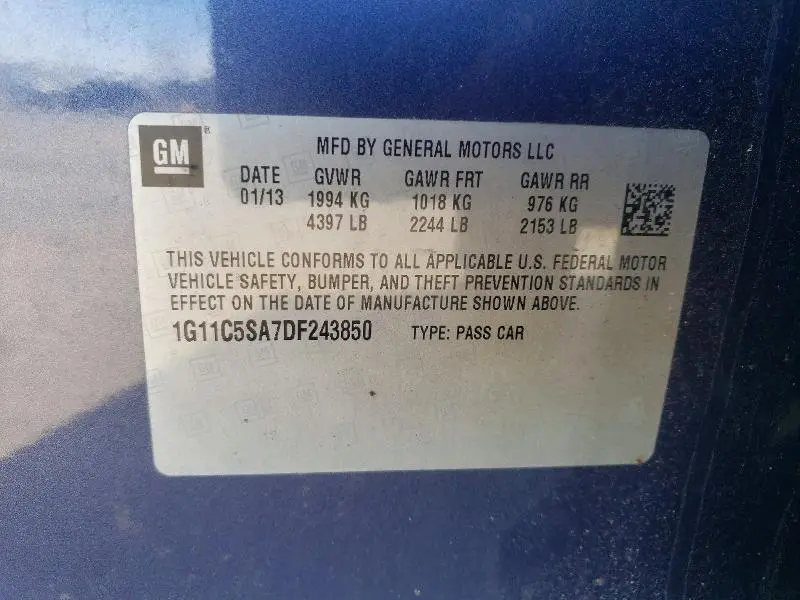 GM ® MFD BY GENERAL MOTORS LLC
DATE GVWR GAWR FRT GAWR RR
01/13 1994 KG 1018 KG 976 KG
4397 LB 2244 LB 2153 LB
THIS VEHICLE CONFORMS TO ALL APPLICABLE U.S. FEDERAL MOTOR
VEHICLE SAFETY, BUMPER, AND THEFT PREVENTION STANDARDS IN
EFFECT ON THE DATE OF MANUFACTURE SHOWN ABOVE.
1G11C5SA7DF243850 TYPE: PASS CAR